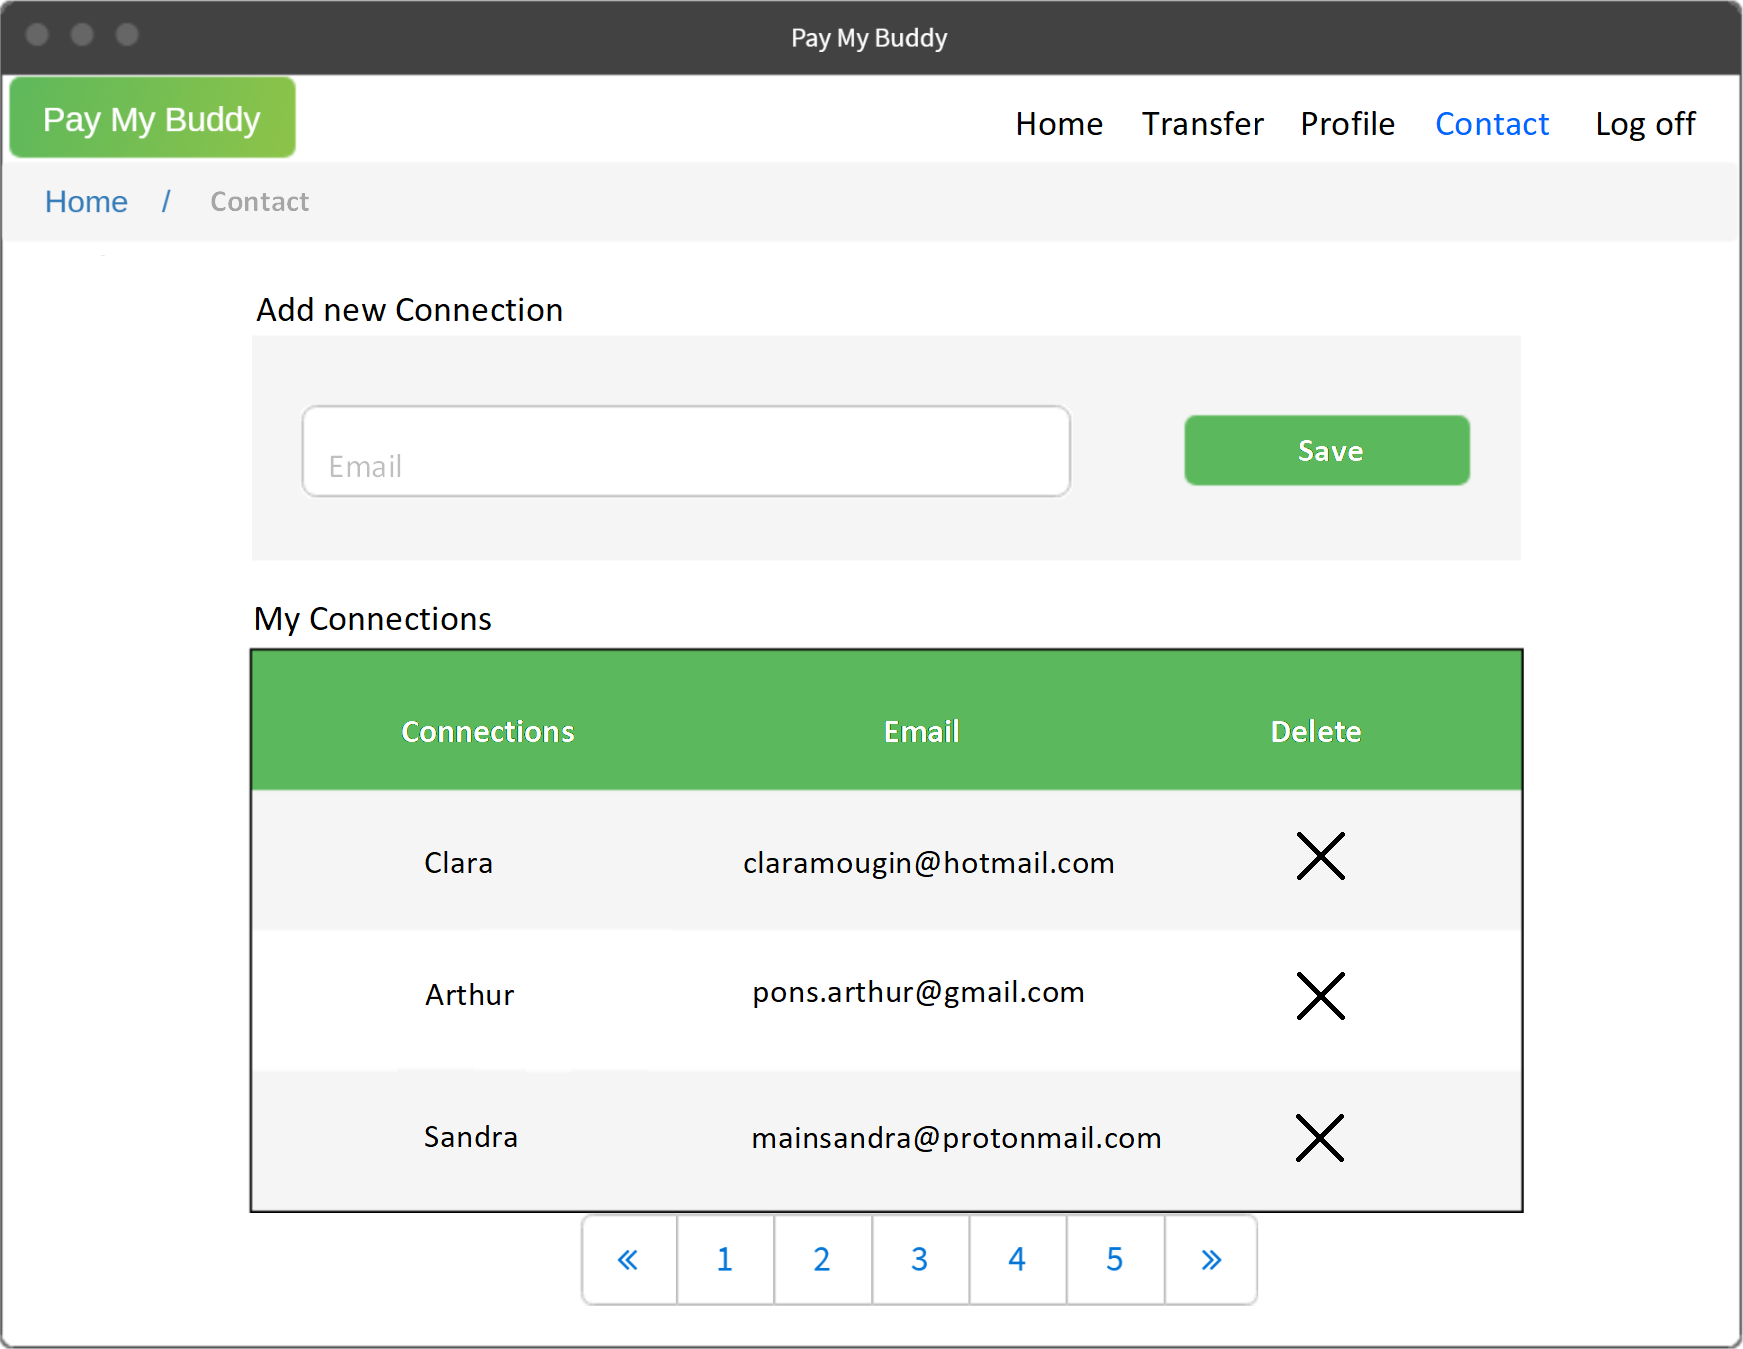 Pay My Buddy
Pay My Buddy
Home Transfer Profile Contact Log off
Home / Contact
Add new Connection
Email
Save
My Connections
Connections Email Delete
Clara claramougin@hotmail.com
Arthur pons.arthur@gmail.com
Sandra mainsandra@protonmail.com
« 1 2 3 4 5 »